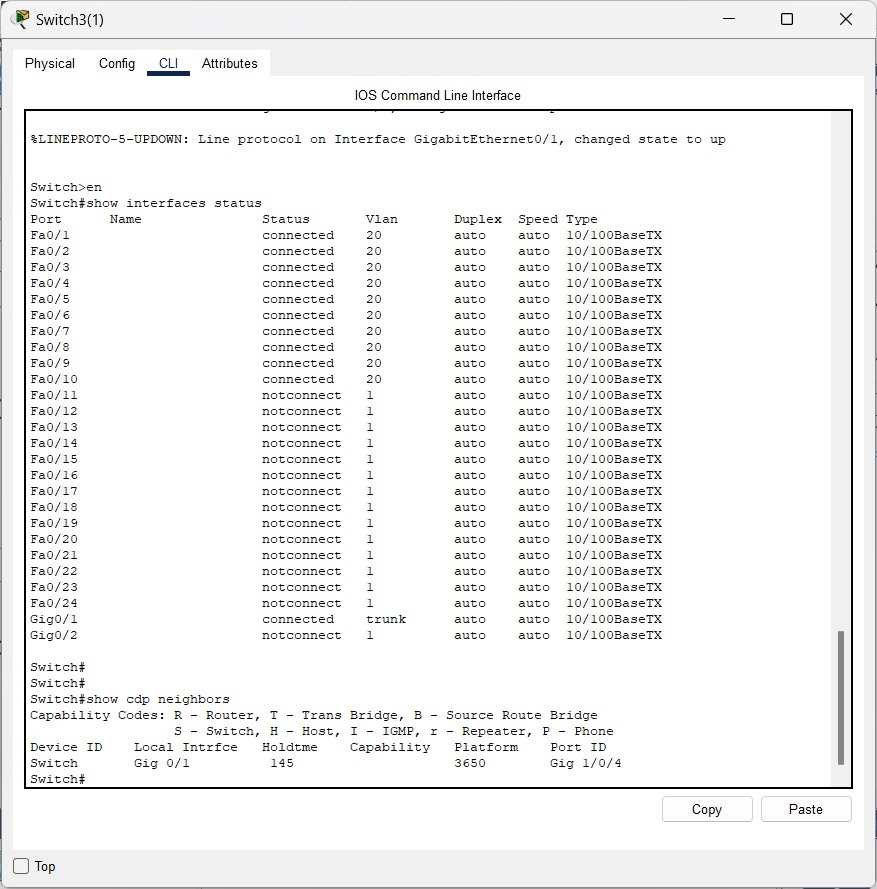 Switch3(1)
Physical Config CLI Attributes
IOS Command Line Interface
%LINEPROTO-5-UPDOWN: Line protocol on Interface GigabitEthernet0/1, changed state to up
Switch>en
Switch#show interfaces status
Port Name Status Vlan Duplex Speed Type
Fa0/1 connected 20 auto auto 10/100BaseTX
Fa0/2 connected 20 auto auto 10/100BaseTX
Fa0/3 connected 20 auto auto 10/100BaseTX
Fa0/4 connected 20 auto auto 10/100BaseTX
Fa0/5 connected 20 auto auto 10/100BaseTX
Fa0/6 connected 20 auto auto 10/100BaseTX
Fa0/7 connected 20 auto auto 10/100BaseTX
Fa0/8 connected 20 auto auto 10/100BaseTX
Fa0/9 connected 20 auto auto 10/100BaseTX
Fa0/10 connected 20 auto auto 10/100BaseTX
Fa0/11 notconnect 1 auto auto 10/100BaseTX
Fa0/12 notconnect 1 auto auto 10/100BaseTX
Fa0/13 notconnect 1 auto auto 10/100BaseTX
Fa0/14 notconnect 1 auto auto 10/100BaseTX
Fa0/15 notconnect 1 auto auto 10/100BaseTX
Fa0/16 notconnect 1 auto auto 10/100BaseTX
Fa0/17 notconnect 1 auto auto 10/100BaseTX
Fa0/18 notconnect 1 auto auto 10/100BaseTX
Fa0/19 notconnect 1 auto auto 10/100BaseTX
Fa0/20 notconnect 1 auto auto 10/100BaseTX
Fa0/21 notconnect 1 auto auto 10/100BaseTX
Fa0/22 notconnect 1 auto auto 10/100BaseTX
Fa0/23 notconnect 1 auto auto 10/100BaseTX
Fa0/24 notconnect 1 auto auto 10/100BaseTX
Gig0/1 connected trunk auto auto 10/100BaseTX
Gig0/2 notconnect 1 auto auto 10/100BaseTX
Switch#
Switch#
Switch#show cdp neighbors
Capability Codes: R - Router, T - Trans Bridge, B - Source Route Bridge
S - Switch, H - Host, I - IGMP, r - Repeater, P - Phone
Device ID Local Intrfce Holdtme Capability Platform Port ID
Switch Gig 0/1 145 3650 Gig 1/0/4
Switch#
Copy Paste
Top